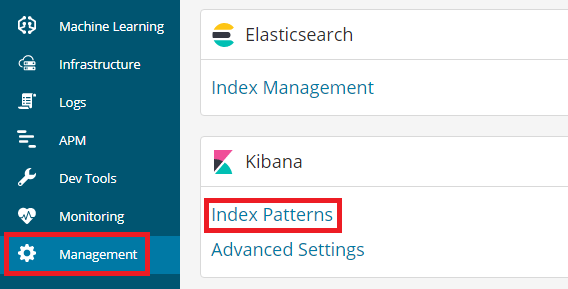 Machine Learning
Infrastructure
Logs
APM
Dev Tools
Monitoring
Management
Elasticsearch
Index Management
Kibana
Index Patterns
Advanced Settings